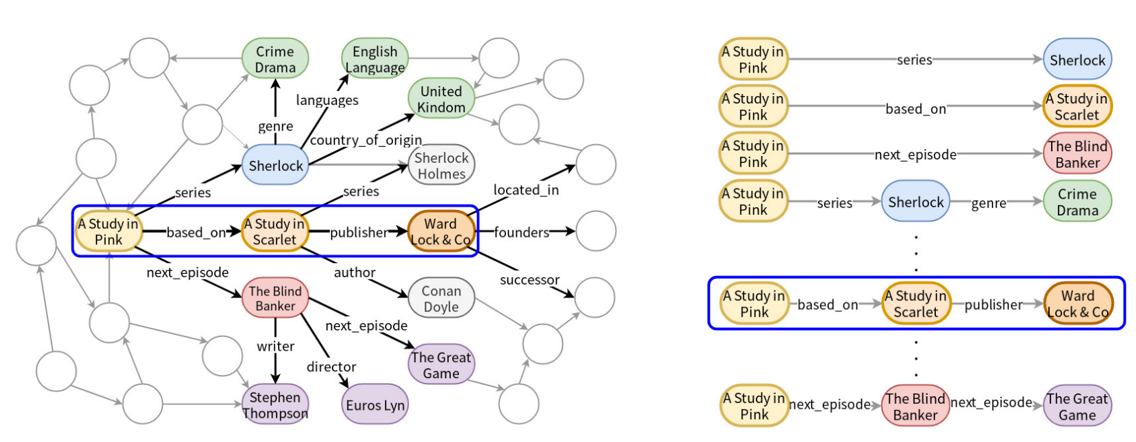 Crime
Drama
English
Language
United
Kindom
languages
genre
country_of_origin
Sherlock
Sherlock
Holmes
series
series
located_in
A Study in
Pink
based_on
A Study in
Scarlet
publisher
Ward
Lock & Co
founders
next_episode
author
successor
The Blind
Banker
Conan
Doyle
next_episode
writer
director
The Great
Game
Stephen
Thompson
Euros Lyn
A Study in
Pink
series
Sherlock
A Study in
Pink
based_on
A Study in
Scarlet
A Study in
Pink
next_episode
The Blind
Banker
A Study in
Pink
series
Sherlock
genre
Crime
Drama
A Study in
Pink
based_on
A Study in
Scarlet
publisher
Ward
Lock & Co
A Study in
Pink
next_episode
The Blind
Banker
next_episode
The Great
Game